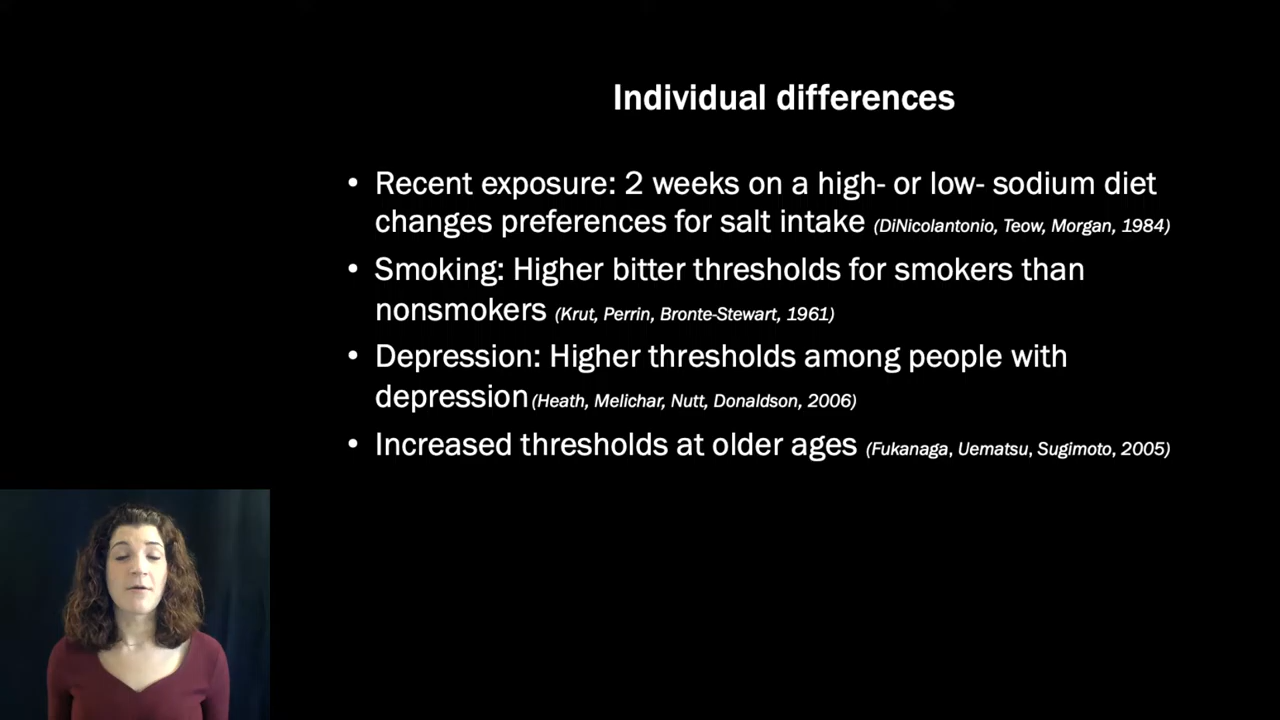 Individual differences
• Recent exposure: 2 weeks on a high- or low- sodium diet
changes preferences for salt intake (DiNicolantonio, Teow, Morgan, 1984)
• Smoking: Higher bitter thresholds for smokers than
nonsmokers (Krut, Perrin, Bronte-Stewart, 1961)
• Depression: Higher thresholds among people with
depression (Heath, Melichar, Nutt, Donaldson, 2006)
• Increased thresholds at older ages (Fukanaga, Uematsu, Sugimoto, 2005)